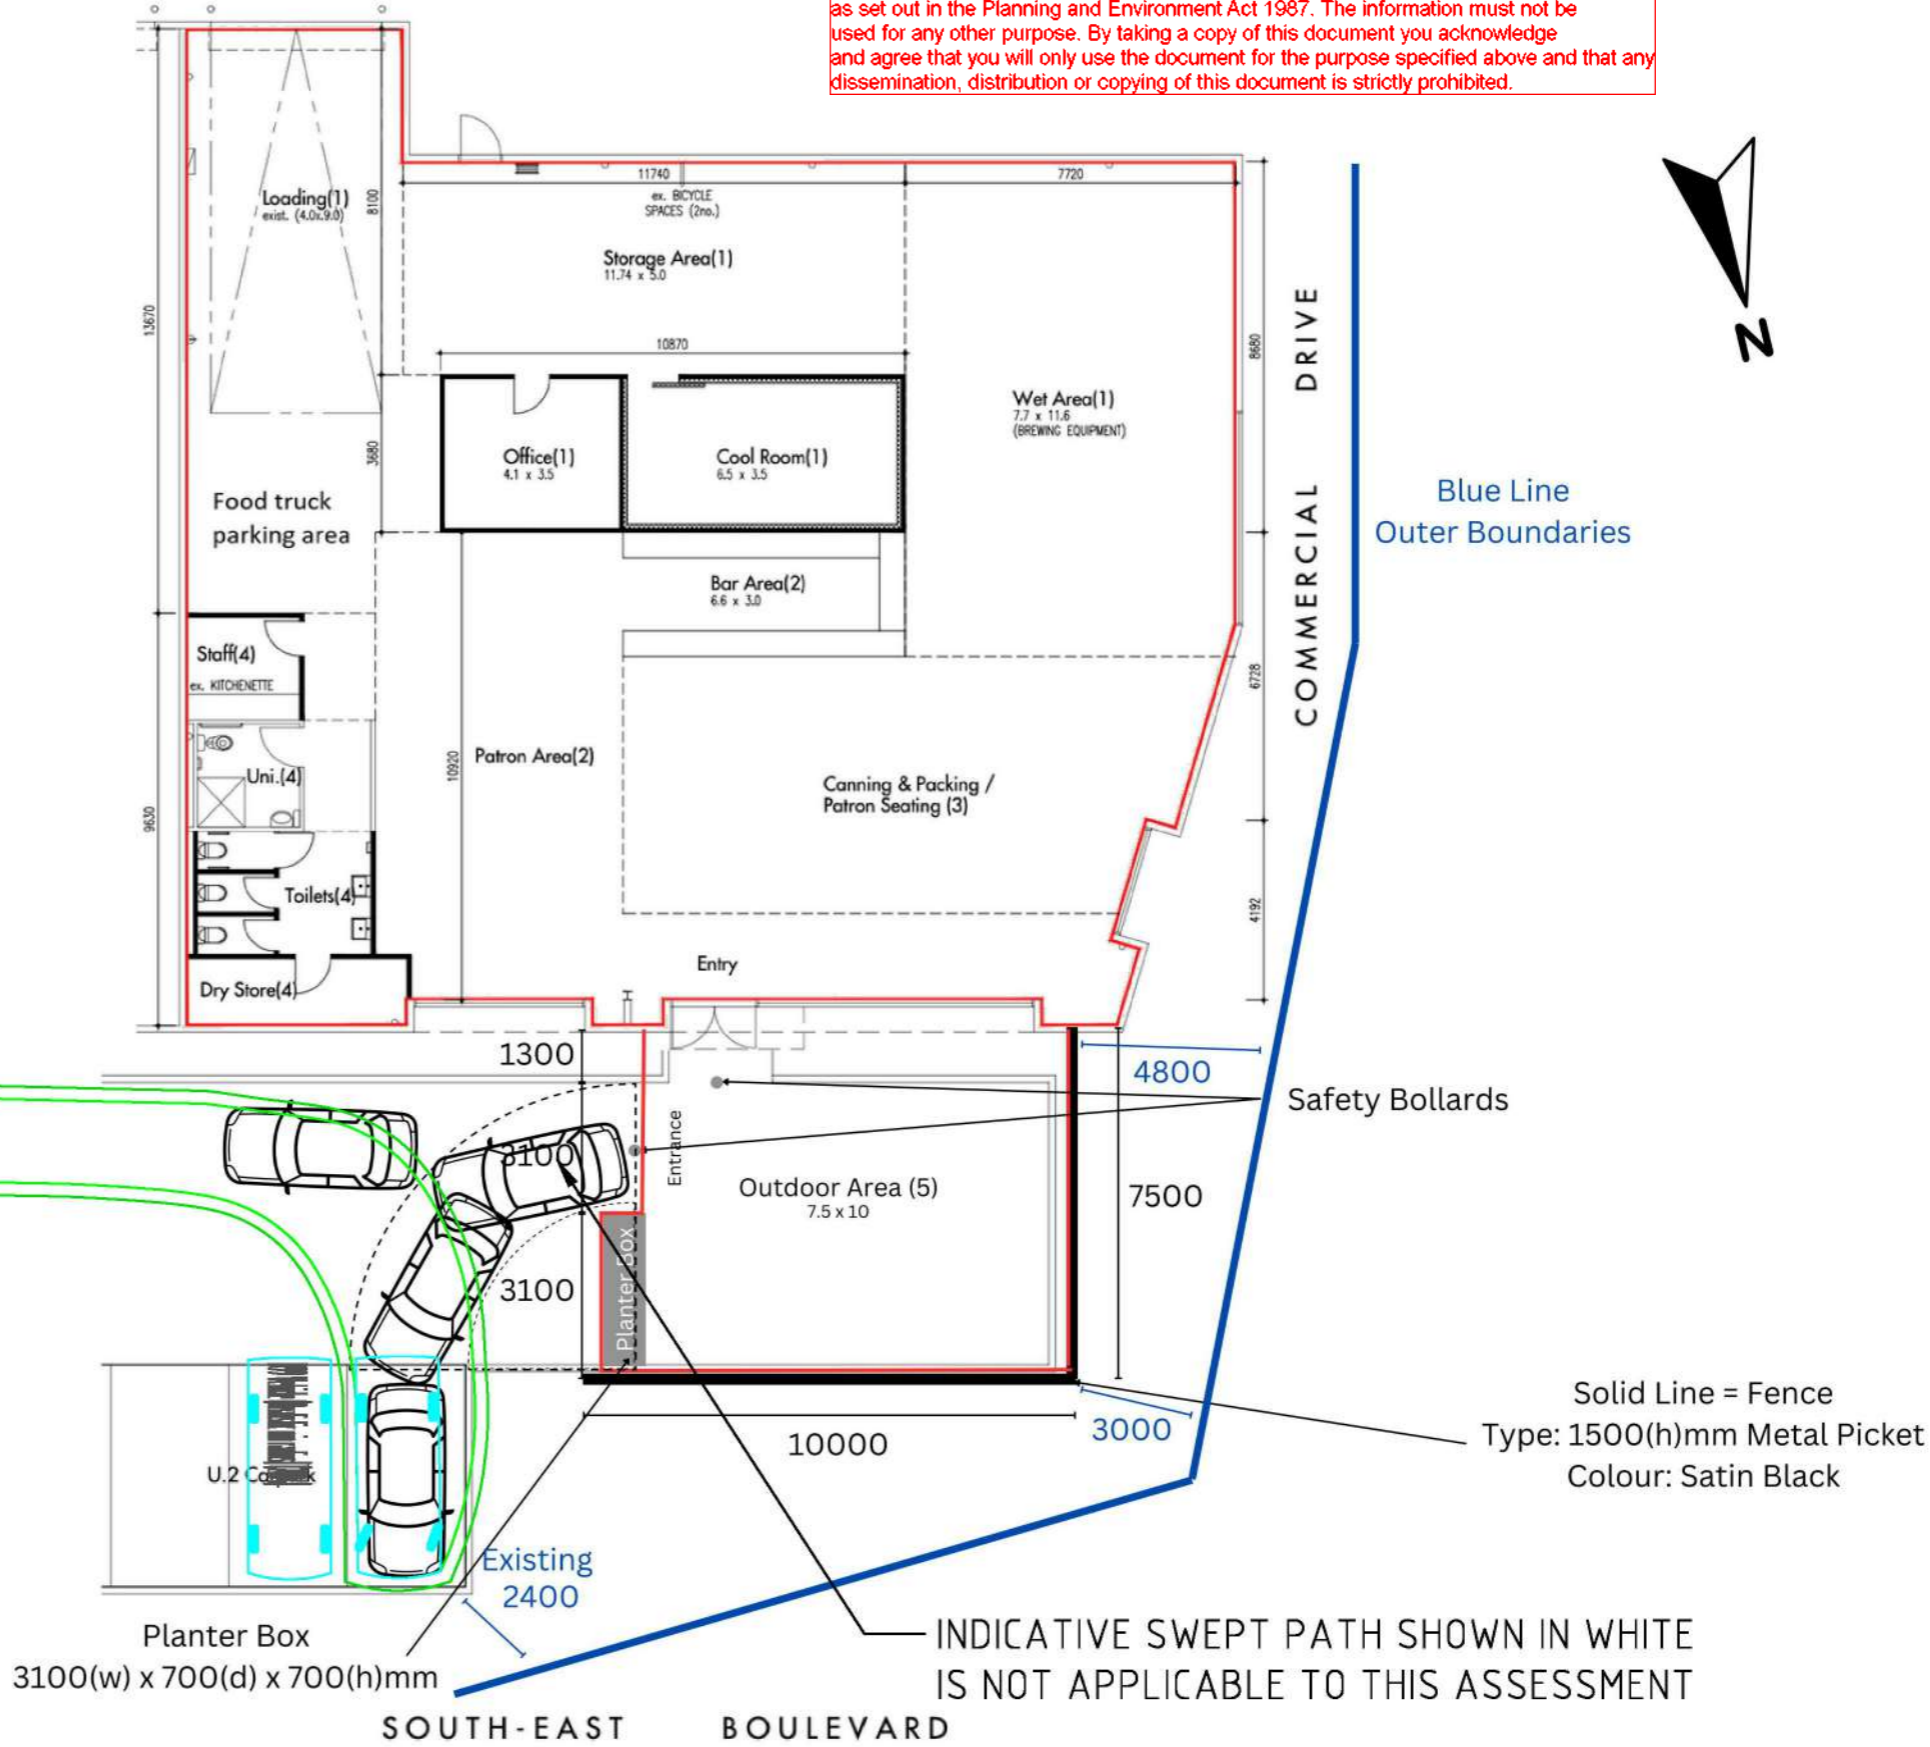 as set out in the Planning and Environment Act 1987. The information must not be
used for any other purpose. By taking a copy of this document you acknowledge
and agree that you will only use the document for the purpose specified above and that any
dissemination, distribution or copying of this document is strictly prohibited.
11740
7720
ex. BICYCLE
SPACES (2no.)
Loading(1)
exist. (4.0x9.0)
8100
Storage Area(1)
11.74 x 5.0
13670
10870
8680
COMMERCIAL DRIVE
N
Wet Area(1)
7.7 x 11.6
(BREWING EQUIPMENT)
Office(1)
4.1 x 3.5
Cool Room(1)
6.5 x 3.5
3680
Food truck
parking area
Blue Line
Outer Boundaries
Bar Area(2)
6.6 x 3.0
Staff(4)
ex. KITCHENETTE
6728
Patron Area(2)
10920
Uni.(4)
Canning & Packing /
Patron Seating (3)
9630
Toilets(4)
4192
Entry
Dry Store(4)
1300
4800
Safety Bollards
3100
Entrance
Outdoor Area (5)
7.5 x 10
7500
3100
Planter Box
10000
3000
Solid Line = Fence
Type: 1500(h)mm Metal Picket
Colour: Satin Black
U.2
Existing
2400
Planter Box
3100(w) x 700(d) x 700(h)mm
INDICATIVE SWEPT PATH SHOWN IN WHITE
IS NOT APPLICABLE TO THIS ASSESSMENT
SOUTH-EAST BOULEVARD